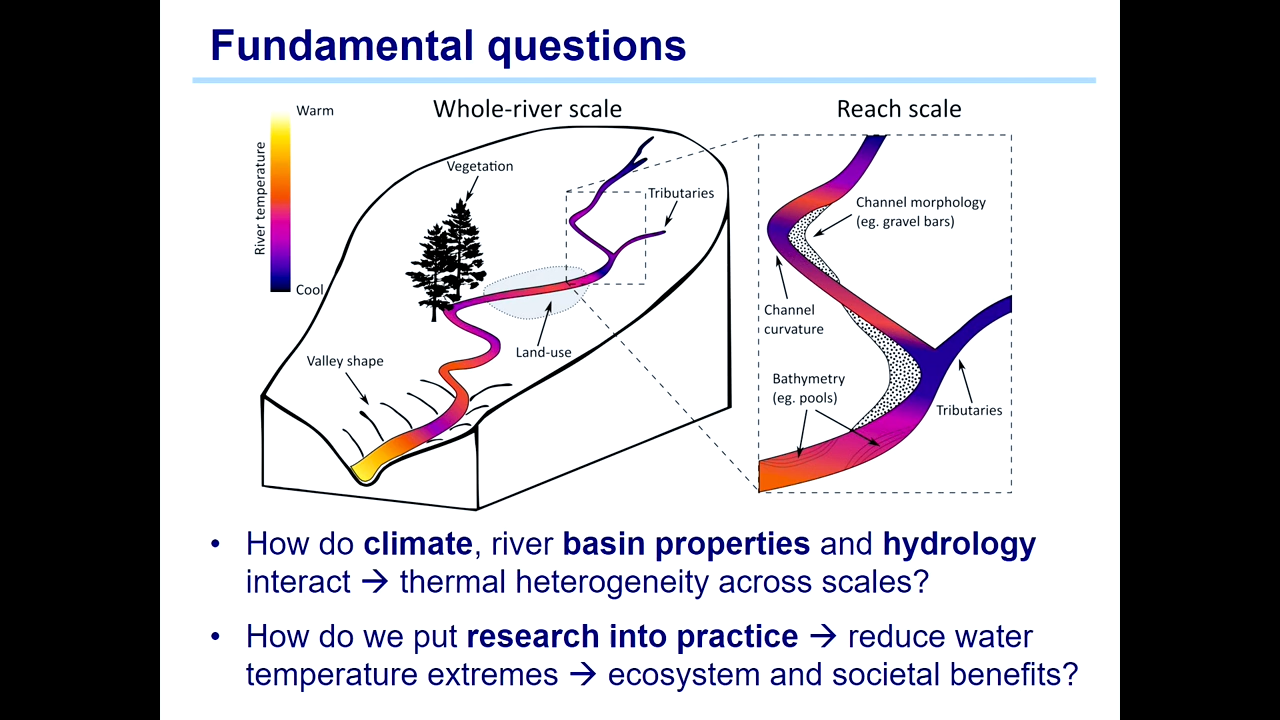 Fundamental questions
Whole-river scale
Reach scale
Warm
River temperature
Cool
Vegetation
Tributaries
Land-use
Valley shape
Channel morphology
(eg. gravel bars)
Channel
curvature
Bathymetry
(eg. pools)
Tributaries
• How do climate, river basin properties and hydrology
interact → thermal heterogeneity across scales?
• How do we put research into practice → reduce water
temperature extremes → ecosystem and societal benefits?